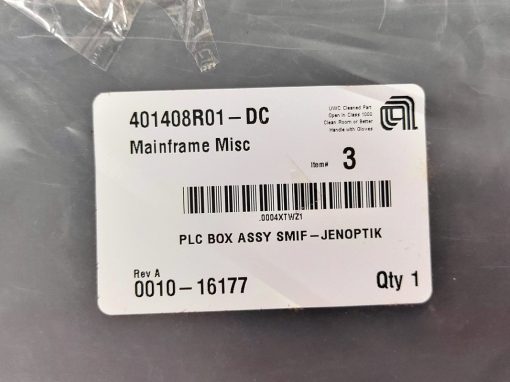 401408R01-DC
Mainframe Misc
UWC Cleaned Part
Open in Class 1000
Clean Room or Better
Handle with Gloves
Item# 3
.0004XTWZ1
PLC BOX ASSY SMIF-JENOPTIK
Rev A
0010-16177
Qty 1